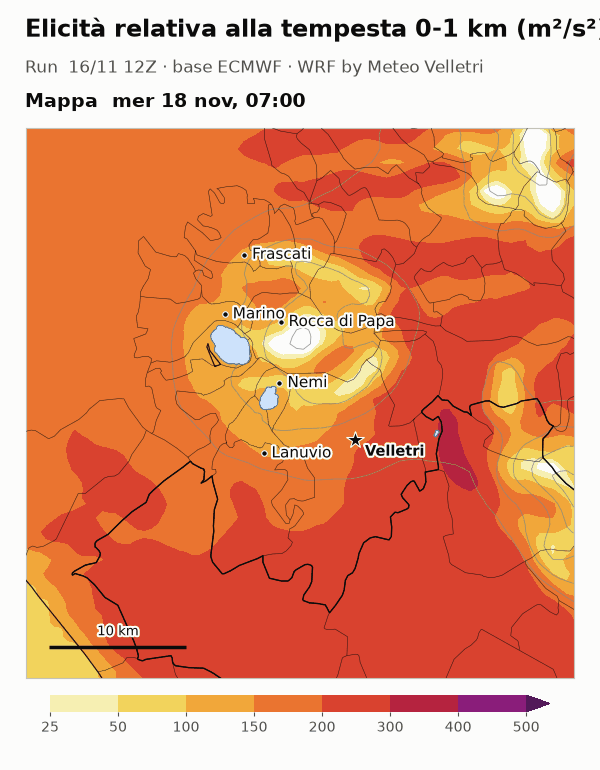 Elicità relativa alla tempesta 0-1 km (m²/s²)
Run  16/11 12Z · base ECMWF · WRF by Meteo Velletri
Mappa  mer 18 nov, 07:00
Frascati
Marino
Rocca di Papa
Nemi
Velletri
Lanuvio
10 km
25 50 100 150 200 300 400 500